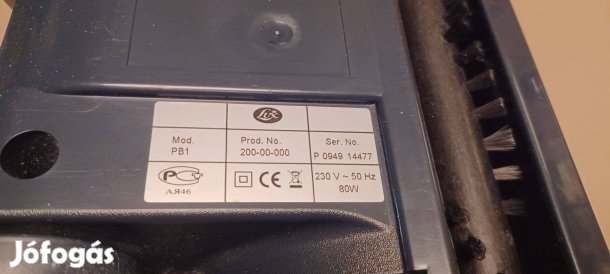 Lux
Mod.
PB1
Prod. No.
200-00-000
Ser. No.
P 0949 14477
АЯ46
CE
230 V ~ 50 Hz
80W
Jófogás